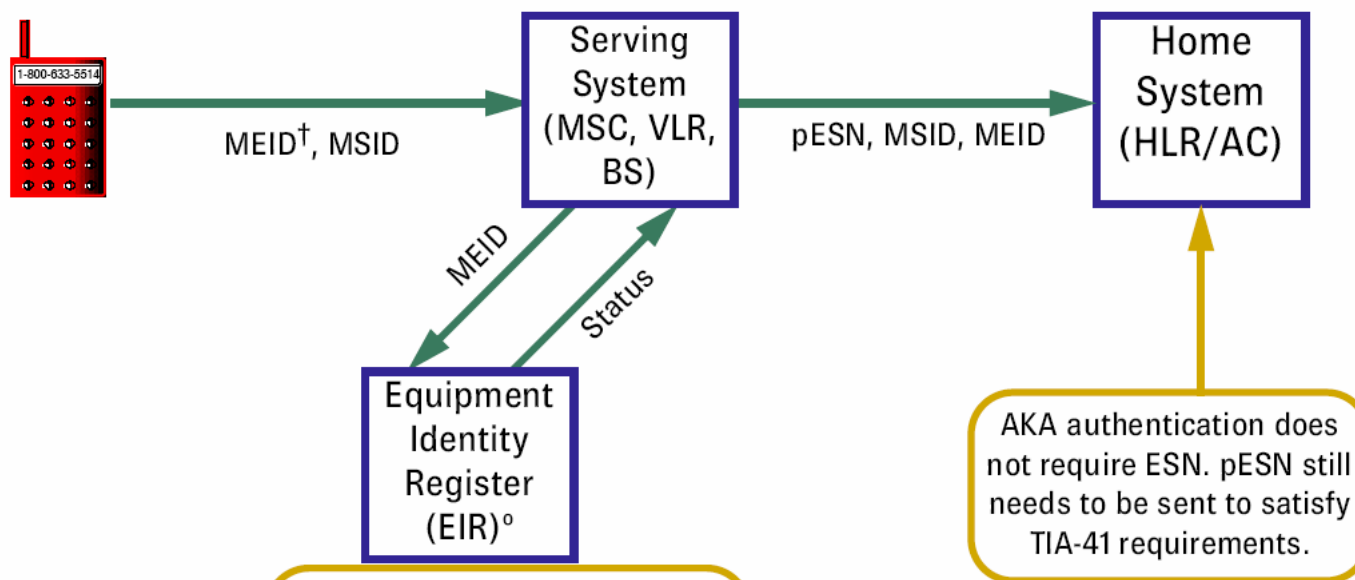 1-800-633-5514
MEID†, MSID
Serving
System
(MSC, VLR,
BS)
pESN, MSID, MEID
Home
System
(HLR/AC)
MEID
Status
Equipment
Identity
Register
(EIR)º
AKA authentication does
not require ESN. pESN still
needs to be sent to satisfy
TIA-41 requirements.